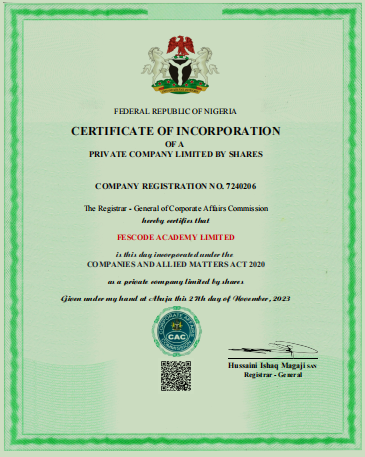 FEDERAL REPUBLIC OF NIGERIA
CERTIFICATE OF INCORPORATION
OF A
PRIVATE COMPANY LIMITED BY SHARES
COMPANY REGISTRATION NO. 7240206
The Registrar - General of Corporate Affairs Commission
hereby certifies that
FESCODE ACADEMY LIMITED
is this day incorporated under the
COMPANIES AND ALLIED MATTERS ACT 2020
as a private company limited by shares
Given under my hand at Abuja this 27th day of November, 2023
CORPORATE AFFAIRS
CAC
COMMISSION
Hussaini Ishaq Magaji SAN
Registrar - General